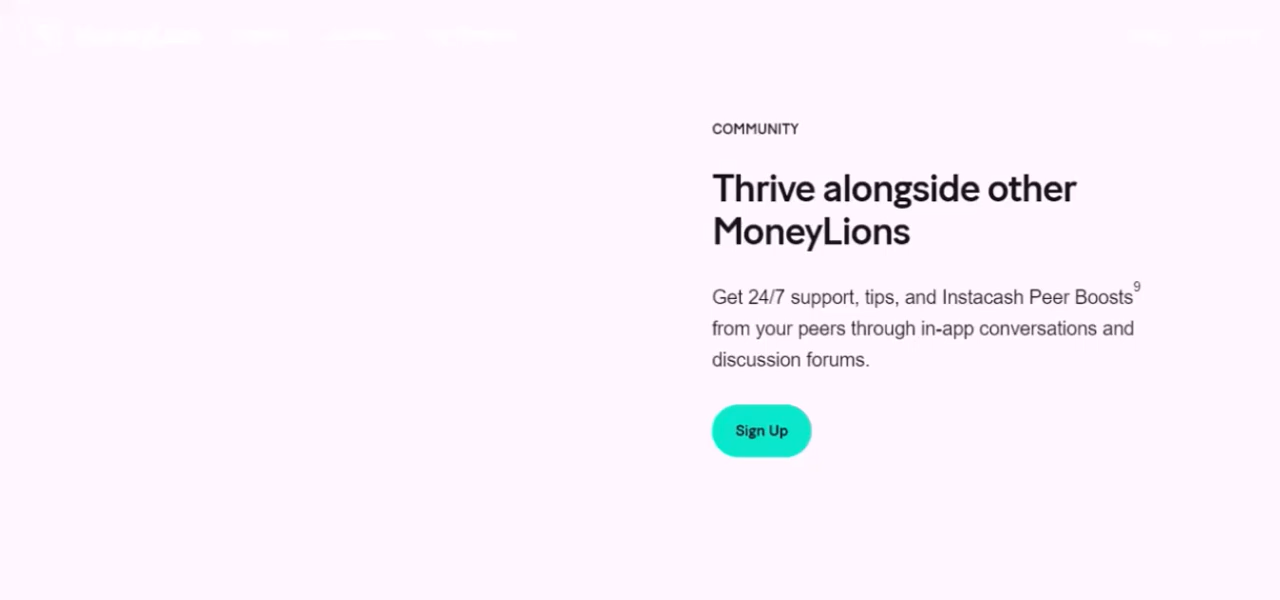 COMMUNITY
Thrive alongside other
MoneyLions
Get 24/7 support, tips, and Instacash Peer Boosts9
from your peers through in-app conversations and
discussion forums.
Sign Up